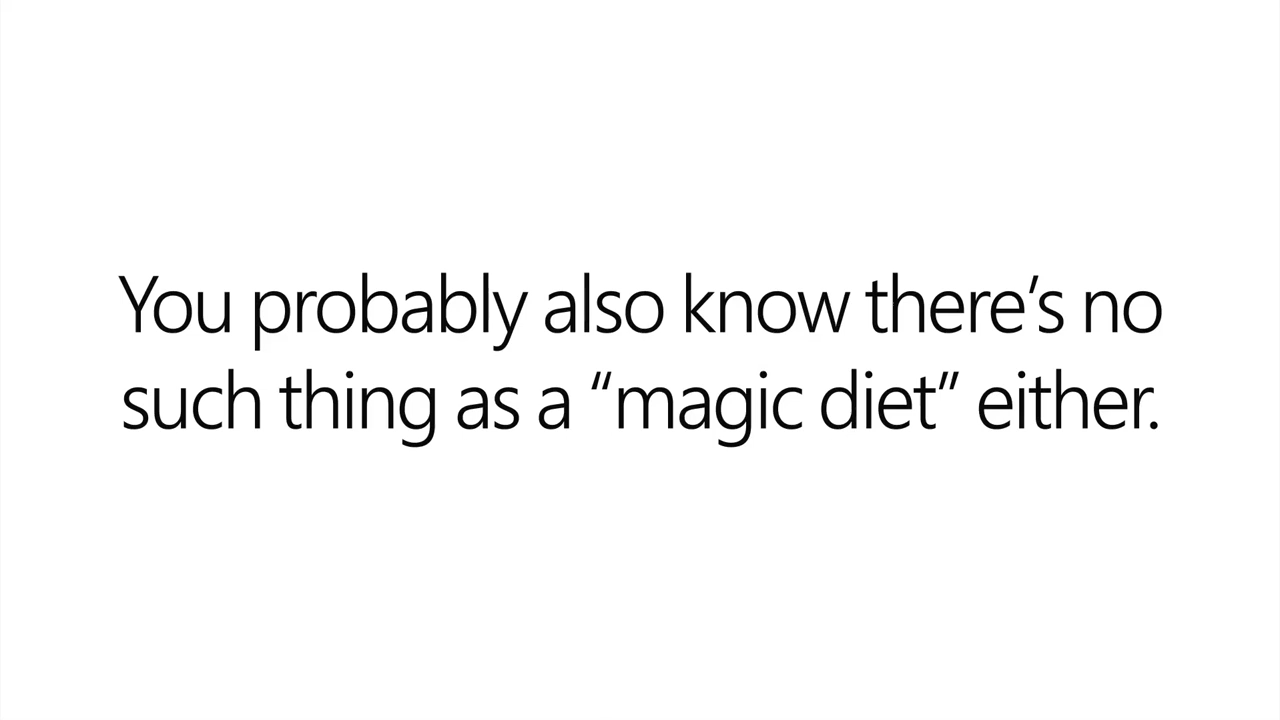 You probably also know there’s no
such thing as a “magic diet” either.